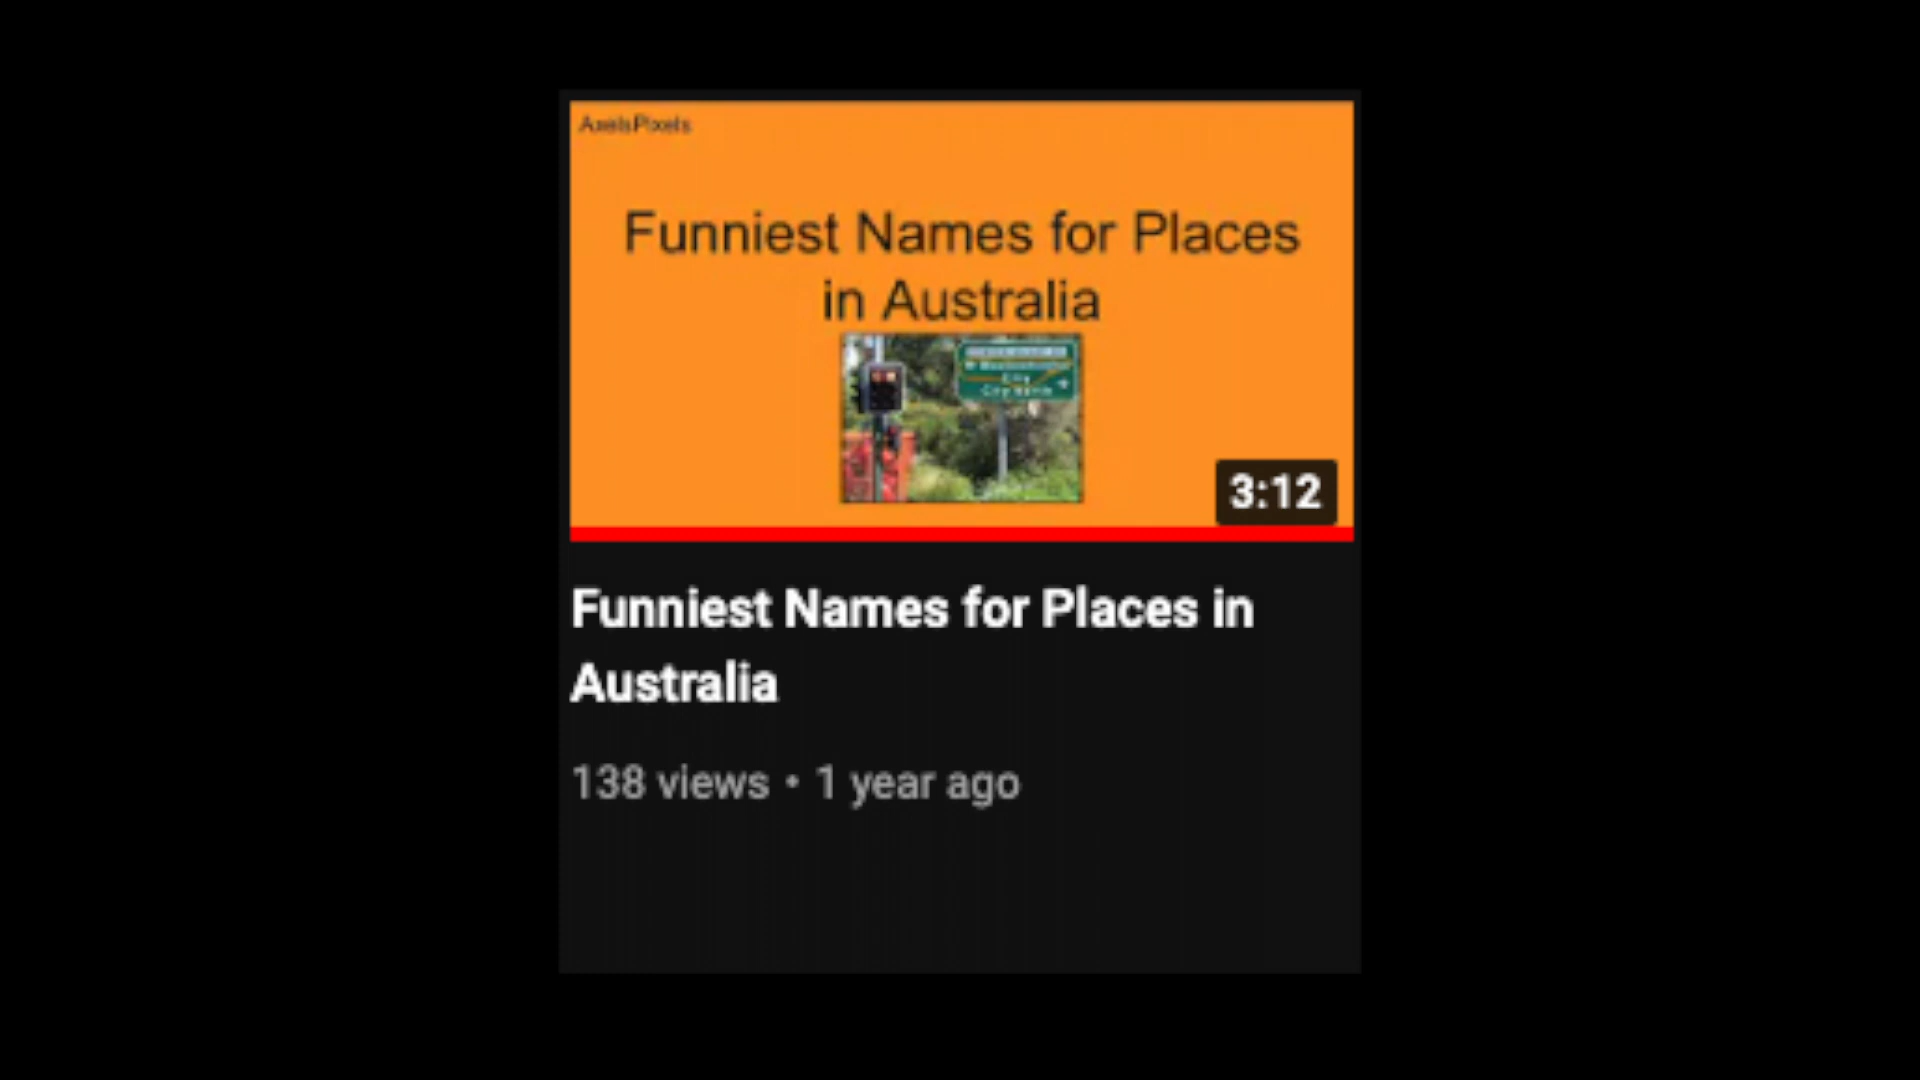 AxelsPixels
Funniest Names for Places
in Australia
City
3:12
Funniest Names for Places in
Australia
138 views • 1 year ago